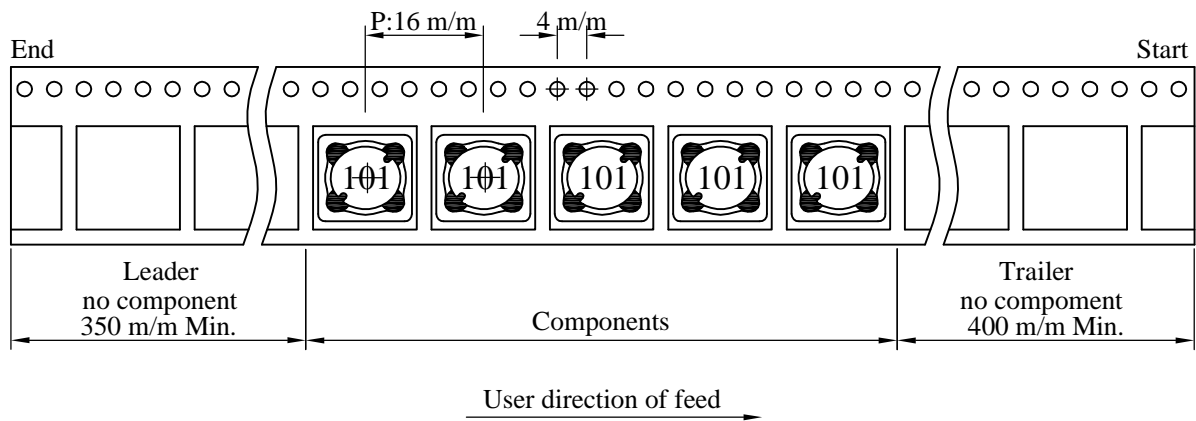 P:16 m/m
4 m/m
End
Start
101
101
101
101
101
Leader
no component
350 m/m Min.
Components
Trailer
no compoment
400 m/m Min.
User direction of feed